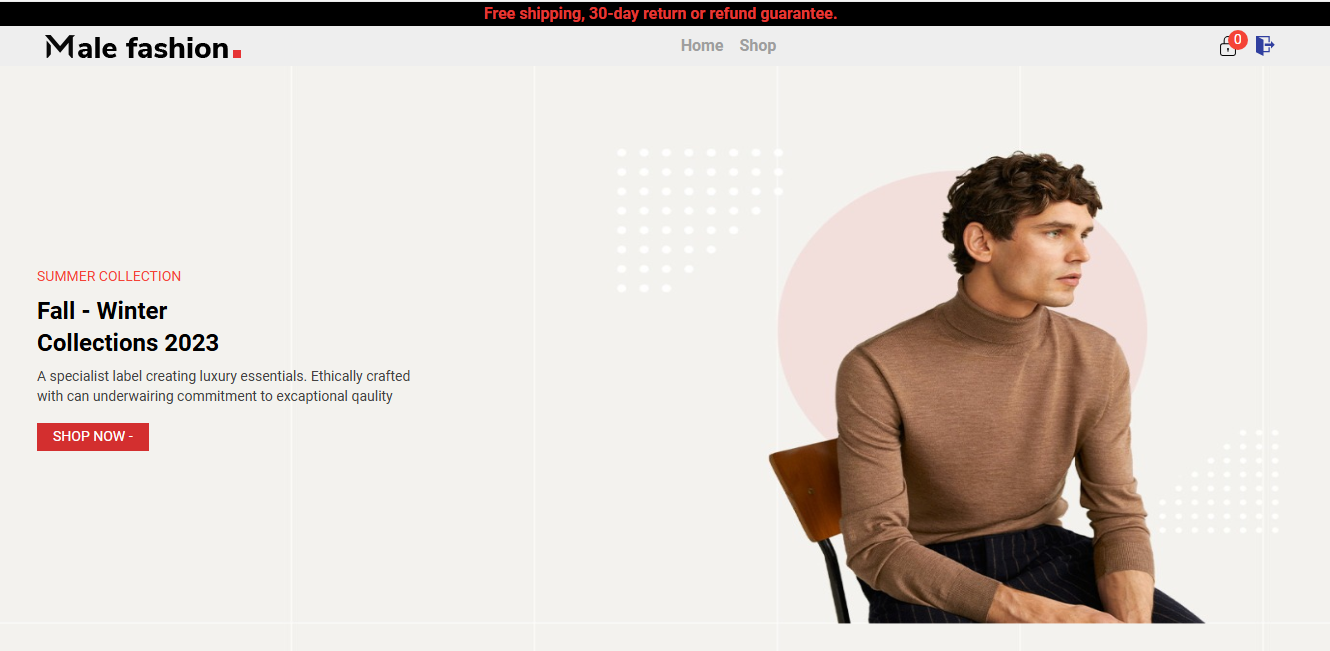 Free shipping, 30-day return or refund guarantee.
Male fashion.
Home Shop
0
SUMMER COLLECTION
Fall - Winter
Collections 2023
A specialist label creating luxury essentials. Ethically crafted
with can underwairing commitment to excaptional qaulity
SHOP NOW -